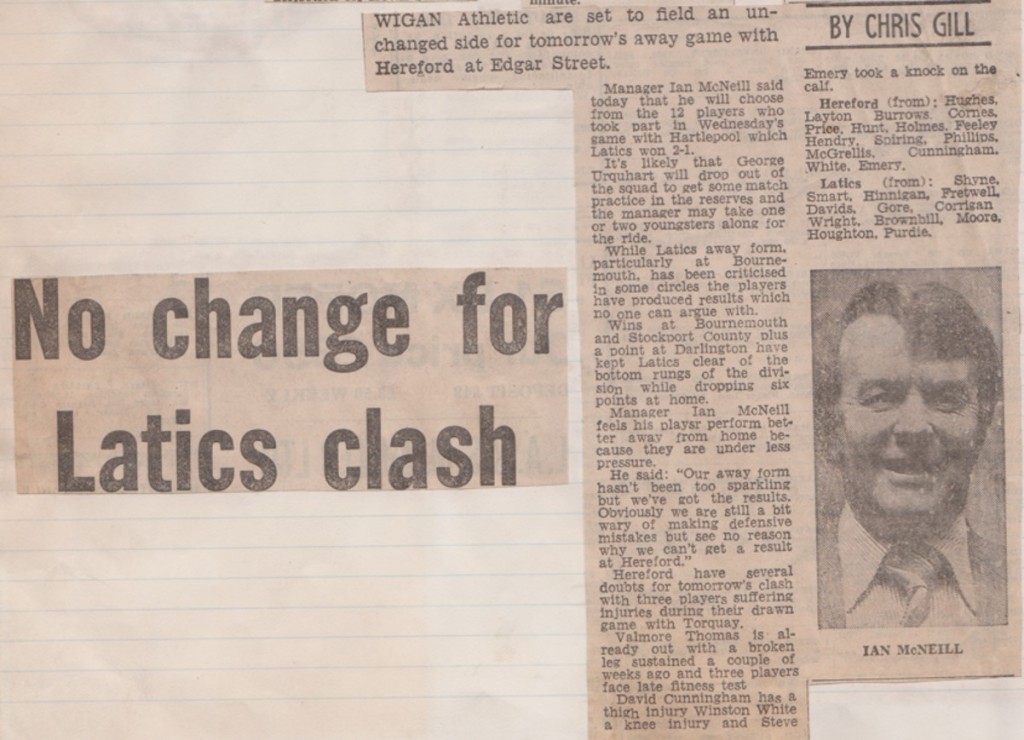 minute.
WIGAN Athletic are set to field an un-
changed side for tomorrow's away game with
Hereford at Edgar Street.
BY CHRIS GILL
No change for
Latics clash
Manager Ian McNeill said
today that he will choose
from the 12 players who
took part in Wednesday's
game with Hartlepool which
Latics won 2-1.
It's likely that George
Urquhart will drop out of
the squad to get some match
practice in the reserves and
the manager may take one
or two youngsters along for
the ride.
While Latics away form,
particularly at Bourne-
mouth, has been criticised
in some circles the players
have produced results which
no one can argue with.
Wins at Bournemouth
and Stockport County plus
a point at Darlington have
kept Latics clear of the
bottom rungs of the divi-
sion while dropping six
points at home.
Manager Ian McNeill
feels his playsr perform bet-
ter away from home be-
cause they are under less
pressure.
He said: "Our away form
hasn't been too sparkling
but we've got the results.
Obviously we are still a bit
wary of making defensive
mistakes but see no reason
why we can't get a result
at Hereford."
Hereford have several
doubts for tomorrow's clash
with three players suffering
injuries during their drawn
game with Torquay.
Valmore Thomas is al-
ready out with a broken
leg sustained a couple of
weeks ago and three players
face late fitness test
David Cunningham has a
thigh injury Winston White
a knee injury and Steve
Emery took a knock on the
calf.
Hereford (from): Hughes,
Layton Burrows, Cornes,
Price, Hunt, Holmes, Feeley
Hendry, Spiring, Phillips,
McGrellis, Cunningham,
White, Emery.
Latics (from): Shyne,
Smart, Hinnigan, Fretwell,
Davids, Gore, Corrigan
Wright, Brownbill, Moore,
Houghton, Purdie.
IAN McNEILL